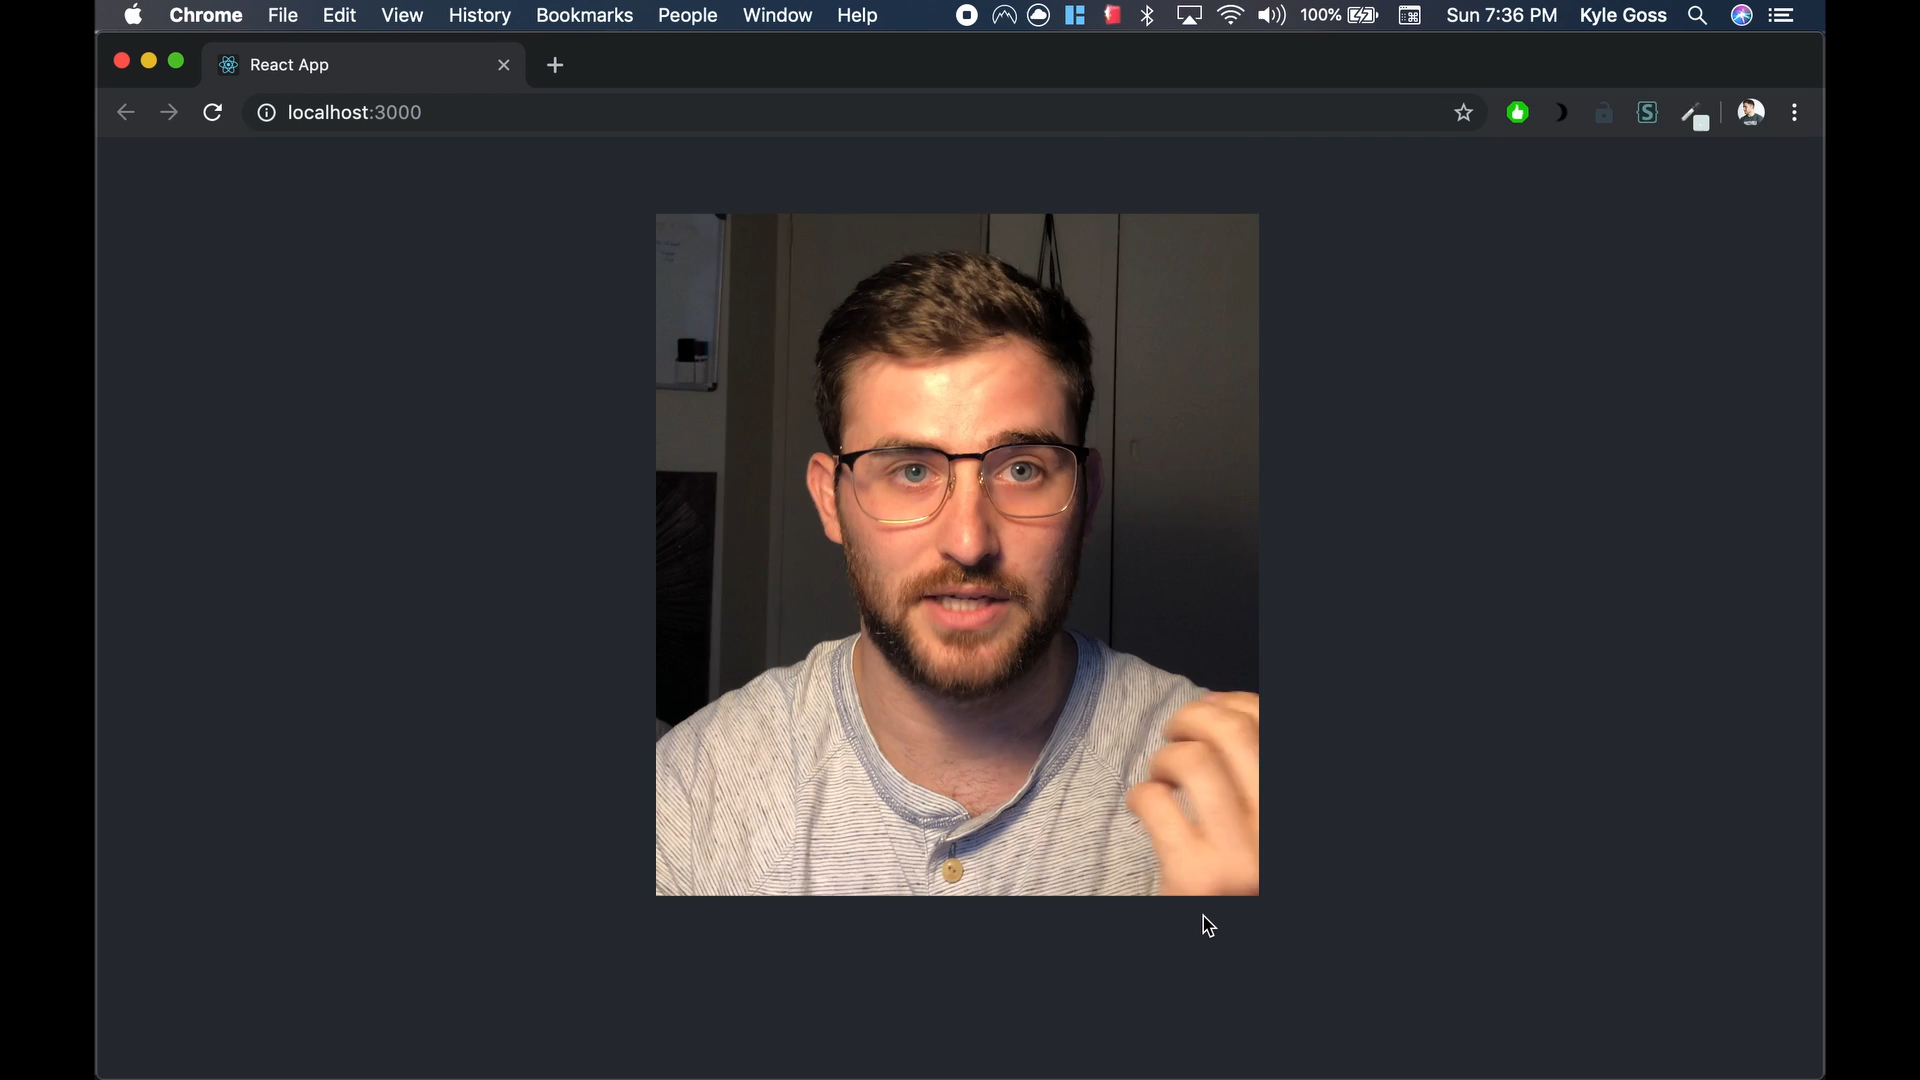 Chrome File Edit View History Bookmarks People Window Help 100% Sun 7:36 PM Kyle Goss
React App
localhost:3000
S